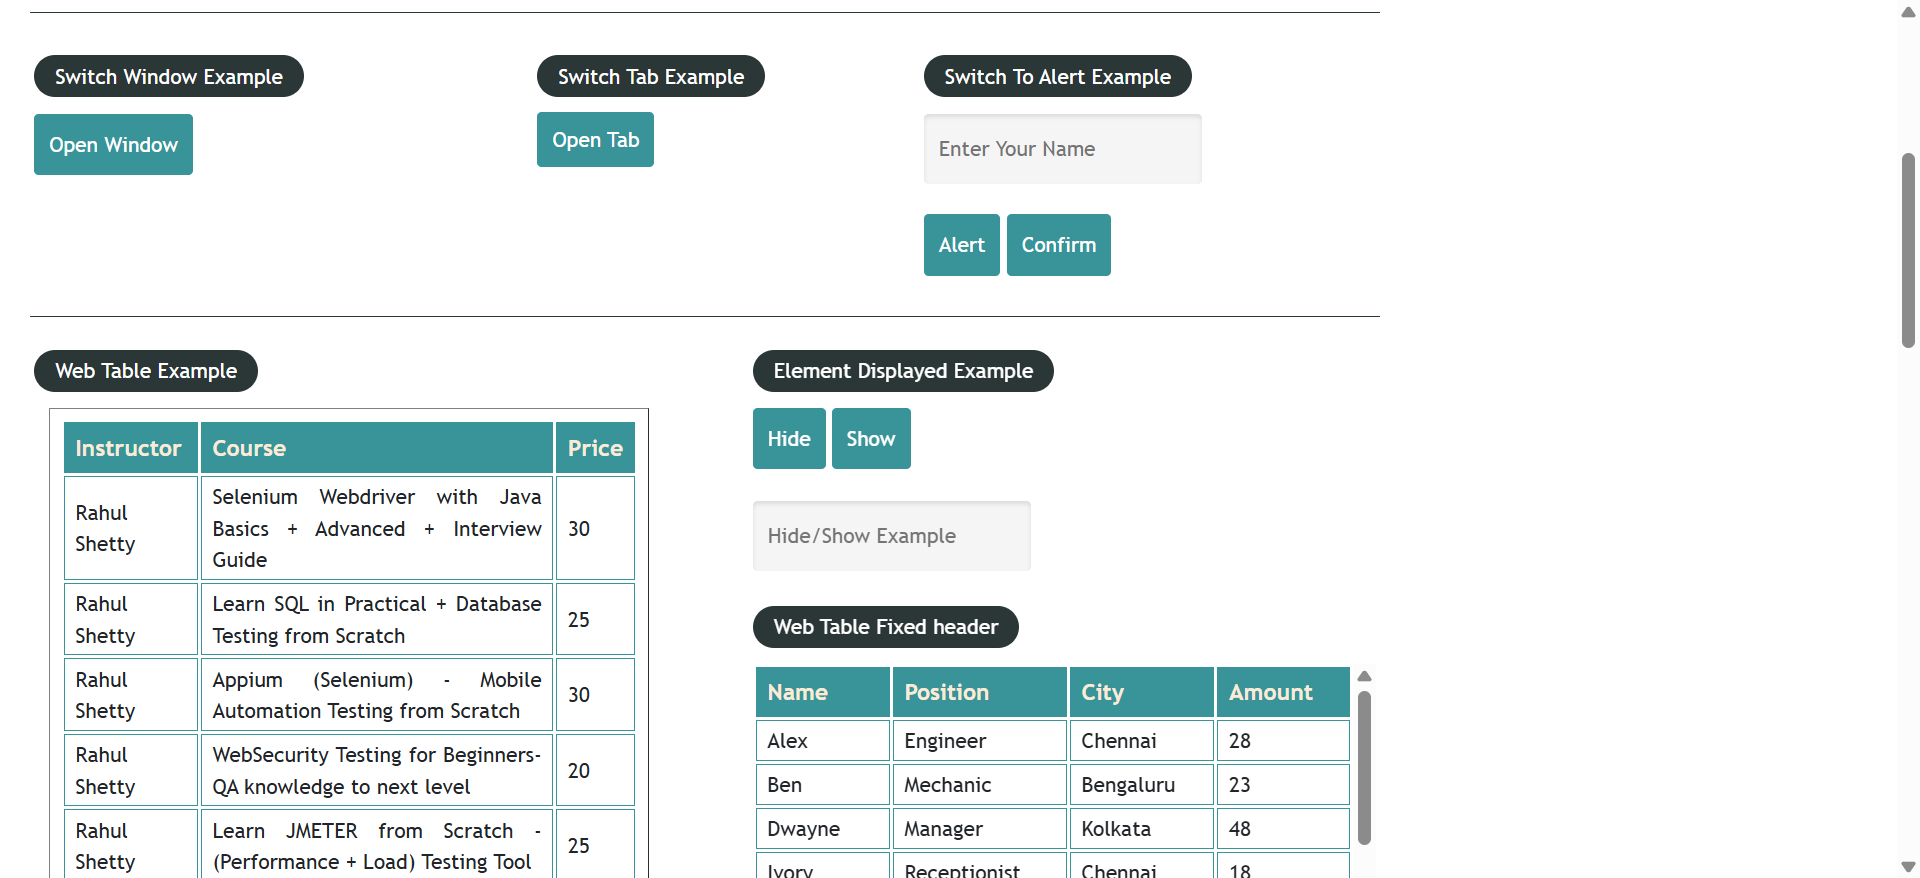 Switch Window Example
Switch Tab Example
Switch To Alert Example
Open Window
Open Tab
Enter Your Name
Alert
Confirm
Web Table Example
Instructor Course Price
Rahul Shetty
Selenium Webdriver with Java
Basics + Advanced + Interview
Guide
30
Rahul Shetty
Learn SQL in Practical + Database
Testing from Scratch
25
Rahul Shetty
Appium (Selenium) - Mobile
Automation Testing from Scratch
30
Rahul Shetty
WebSecurity Testing for Beginners-
QA knowledge to next level
20
Rahul Shetty
Learn JMETER from Scratch -
(Performance + Load) Testing Tool
25
Element Displayed Example
Hide
Show
Hide/Show Example
Web Table Fixed header
Name Position City Amount
Alex Engineer Chennai 28
Ben Mechanic Bengaluru 23
Dwayne Manager Kolkata 48
Ivory Receptionist Chennai 18